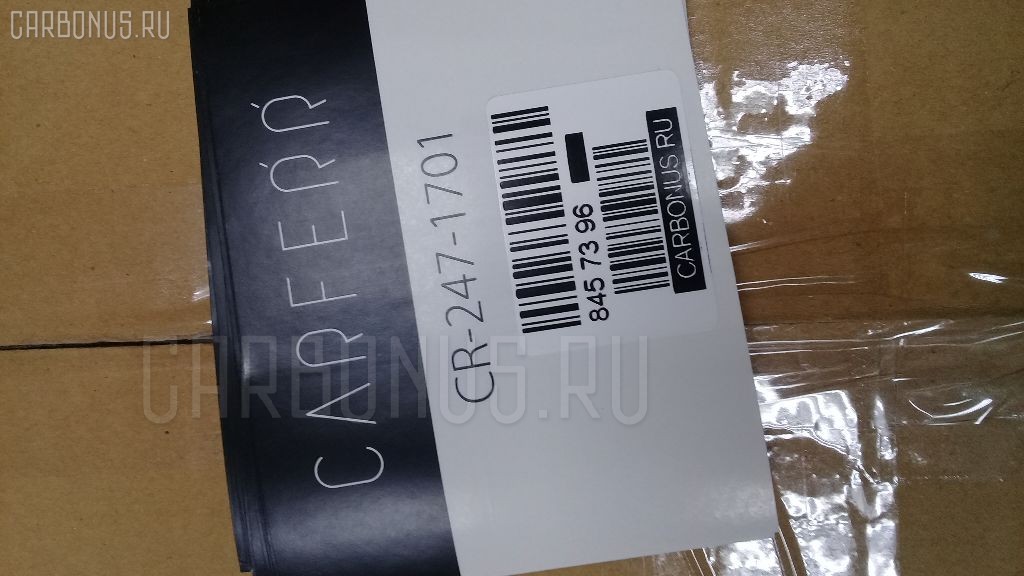 CARBONUS.RU
CARFERR
CR-247-1701
845 73 96
CARBONUS RU
CARBONUS.RU